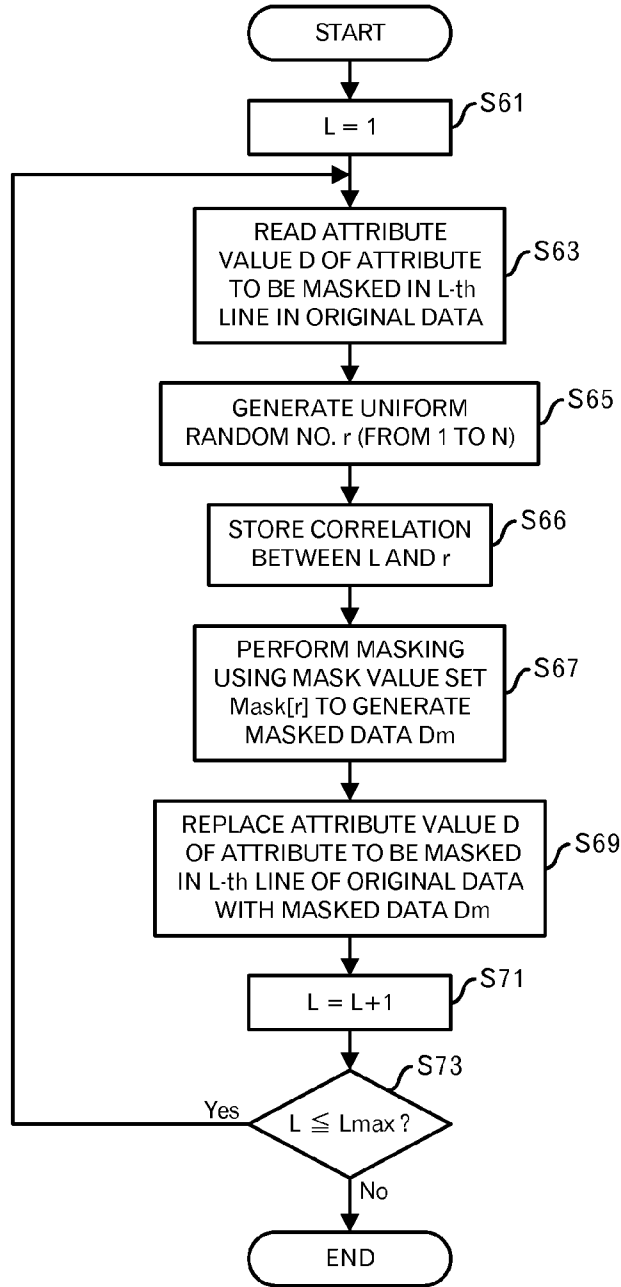 START
S61
L = 1
READ ATTRIBUTE
VALUE D OF ATTRIBUTE
TO BE MASKED IN L-th
LINE IN ORIGINAL DATA
S63
GENERATE UNIFORM
RANDOM NO. r (FROM 1 TO N)
S65
STORE CORRELATION
BETWEEN L AND r
S66
PERFORM MASKING
USING MASK VALUE SET
Mask[r] TO GENERATE
MASKED DATA Dm
S67
REPLACE ATTRIBUTE VALUE D
OF ATTRIBUTE TO BE MASKED
IN L-th LINE OF ORIGINAL DATA
WITH MASKED DATA Dm
S69
L = L+1
S71
S73
L ≦ Lmax ?
Yes
No
END